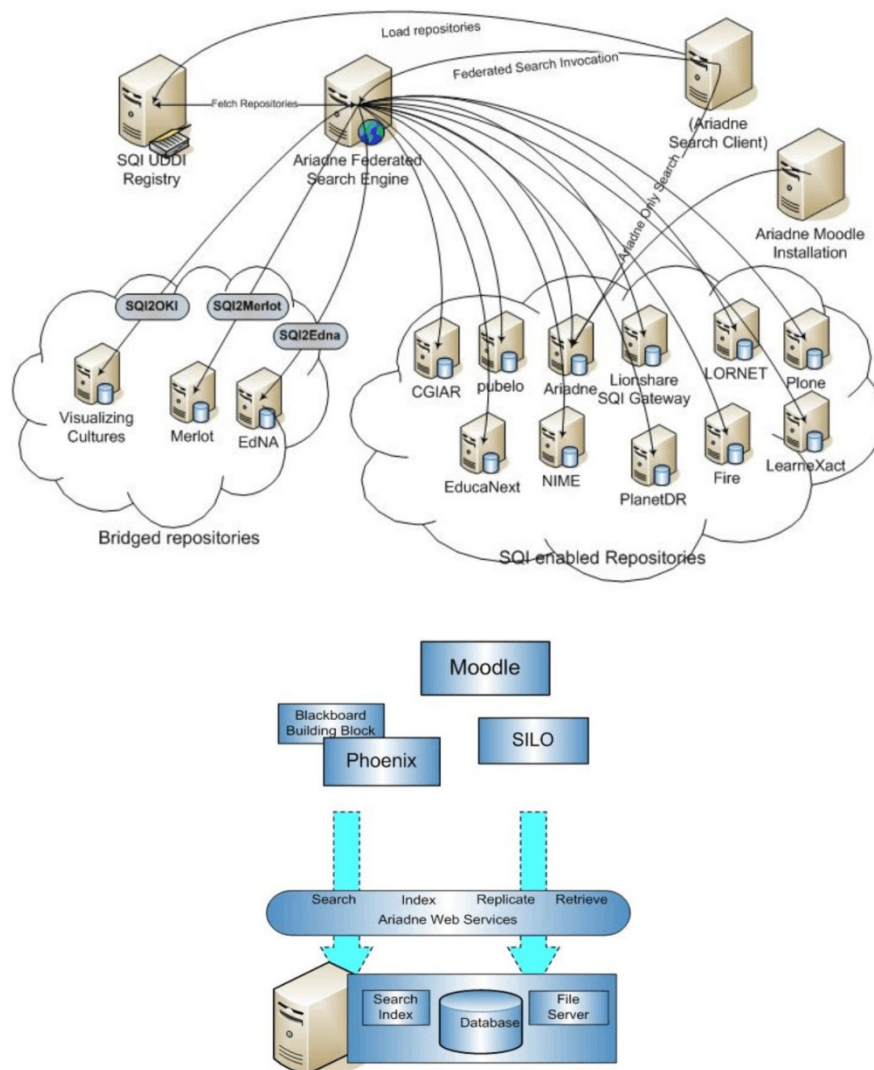 Load repositories
Federated Search Invocation
Fetch Repositories
SQI UDDI
Registry
Ariadne Federated
Search Engine
(Ariadne
Search Client)
Ariadne Only Search
Ariadne Moodle
Installation
SQI2OKI
SQI2Merlot
SQI2Edna
CGIAR
pubelo
Ariadne
Lionshare
SQI Gateway
LORNET
Plone
Visualizing
Cultures
Merlot
EdNA
EducaNext
NIME
PlanetDR
Fire
LearneXact
Bridged repositories
SQI enabled Repositories
Moodle
Blackboard
Building Block
Phoenix
SILO
Search Index Replicate Retrieve
Ariadne Web Services
Search
Index
Database
File
Server